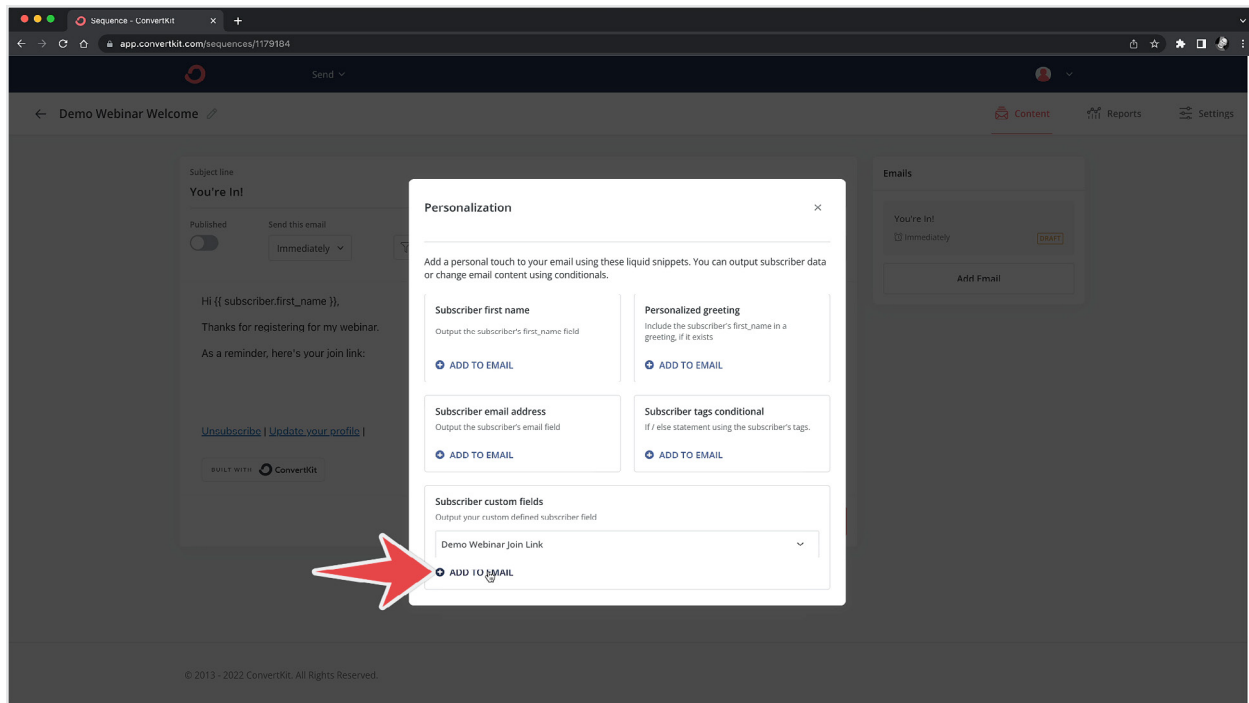 Sequence - ConvertKit
app.convertkit.com/sequences/1179184
Send
Demo Webinar Welcome
Content
Reports
Settings
Subject line
You're In!
Published
Send this email
Immediately
Hi {{ subscriber.first_name }},
Thanks for registering for my webinar.
As a reminder, here's your join link:
Unsubscribe | Update your profile |
BUILT WITH ConvertKit
Personalization
Add a personal touch to your email using these liquid snippets. You can output subscriber data
or change email content using conditionals.
Subscriber first name
Output the subscriber's first_name field
ADD TO EMAIL
Personalized greeting
Include the subscriber's first_name in a
greeting, if it exists
ADD TO EMAIL
Subscriber email address
Output the subscriber's email field
ADD TO EMAIL
Subscriber tags conditional
If / else statement using the subscriber's tags.
ADD TO EMAIL
Subscriber custom fields
Output your custom defined subscriber field
Demo Webinar Join Link
ADD TO EMAIL
Emails
You're In!
Immediately
DRAFT
Add Email
© 2013 - 2022 ConvertKit. All Rights Reserved.